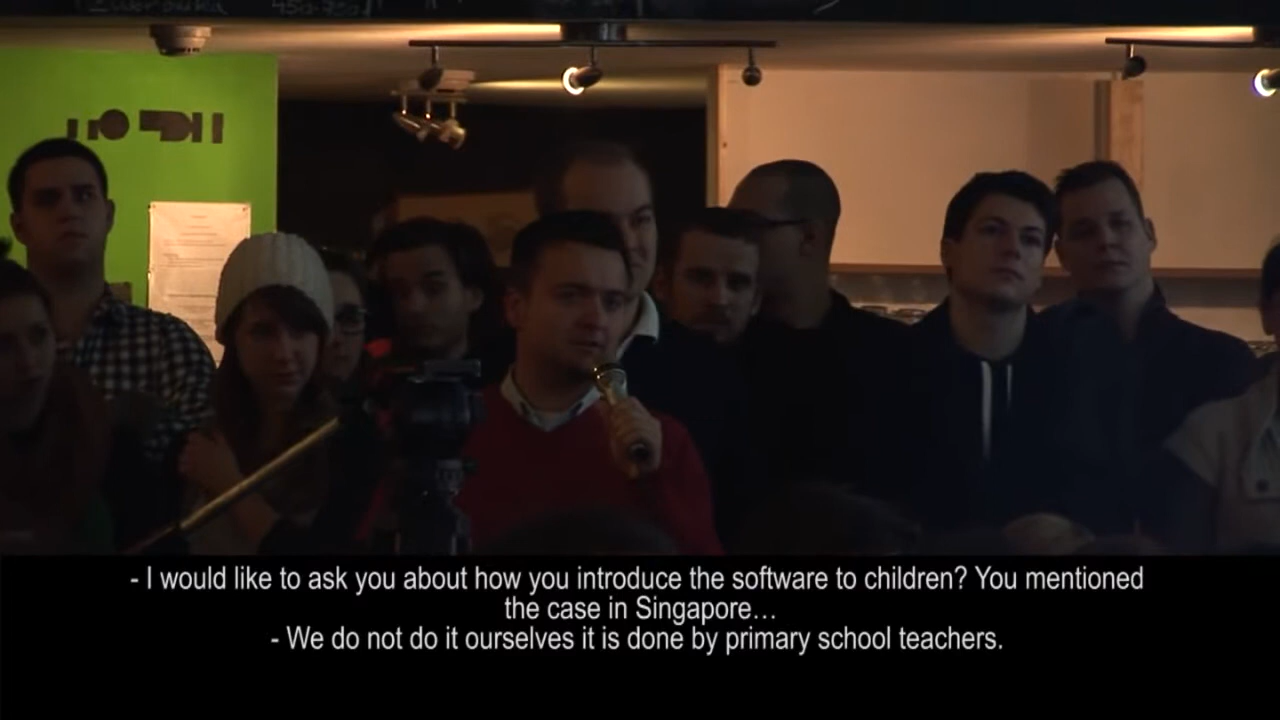 - I would like to ask you about how you introduce the software to children? You mentioned
the case in Singapore…
- We do not do it ourselves it is done by primary school teachers.